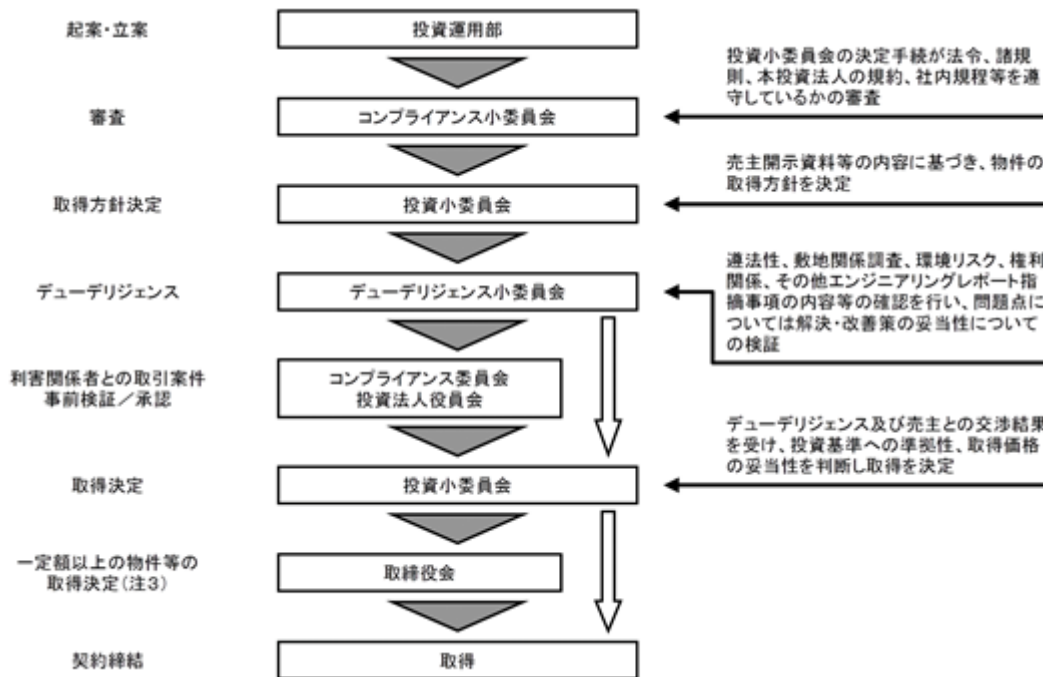 起案・立案
投資運用部
投資小委員会の決定手続が法令、諸規
則、本投資法人の規約、社内規程等を遵
守しているかの審査
審査
コンプライアンス小委員会
売主開示資料等の内容に基づき、物件の
取得方針を決定
取得方針決定
投資小委員会
遵法性、敷地関係調査、環境リスク、権利
関係、その他エンジニアリングレポート指
摘事項の内容等の確認を行い、問題点に
ついては解決・改善策の妥当性について
の検証
デューデリジェンス
デューデリジェンス小委員会
利害関係者との取引案件
事前検証／承認
コンプライアンス委員会
投資法人役員会
デューデリジェンス及び売主との交渉結果
を受け、投資基準への準拠性、取得価格
の妥当性を判断し取得を決定
取得決定
投資小委員会
一定額以上の物件等の
取得決定（注３）
取締役会
契約締結
取得